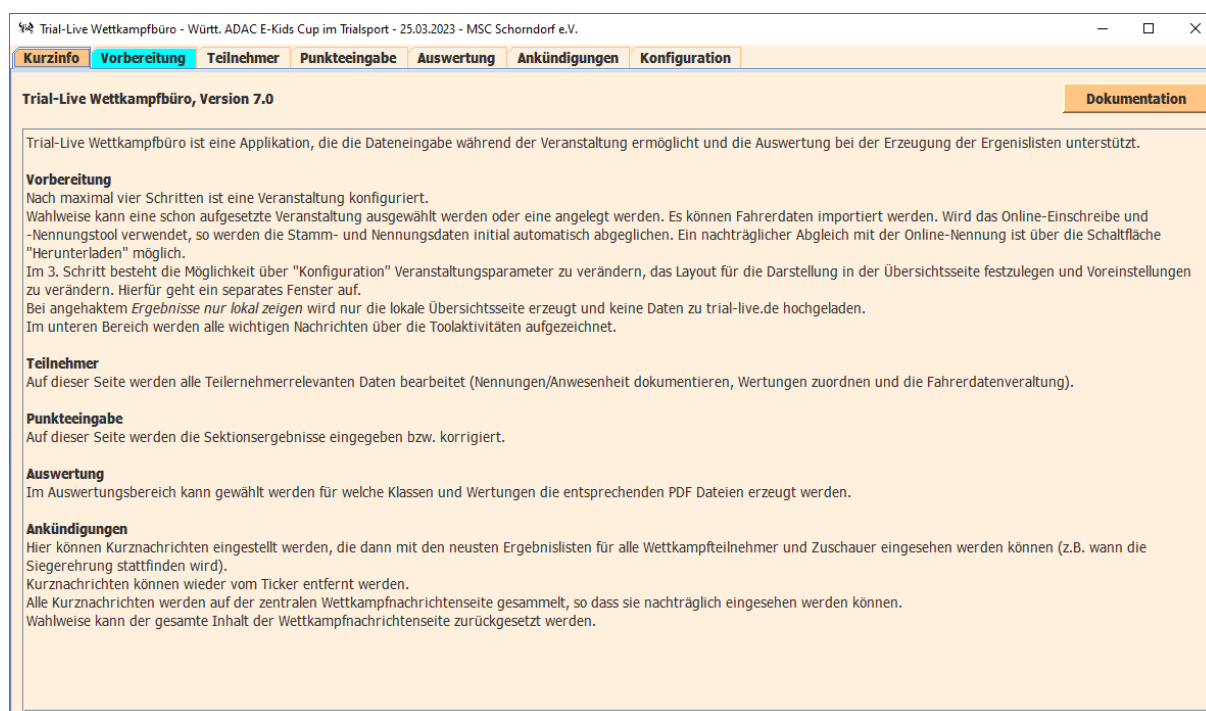 Trial-Live Wettkampfbüro - Württ. ADAC E-Kids Cup im Trialsport - 25.03.2023 - MSC Schorndorf e.V.
Kurzinfo Vorbereitung Teilnehmer Punkteeingabe Auswertung Ankündigungen Konfiguration
Trial-Live Wettkampfbüro, Version 7.0 Dokumentation
Trial-Live Wettkampfbüro ist eine Applikation, die die Dateneingabe während der Veranstaltung ermöglicht und die Auswertung bei der Erzeugung der Ergenislisten unterstützt.
Vorbereitung
Nach maximal vier Schritten ist eine Veranstaltung konfiguriert.
Wahlweise kann eine schon aufgesetzte Veranstaltung ausgewählt werden oder eine angelegt werden. Es können Fahrerdaten importiert werden. Wird das Online-Einschreibe und
-Nennungstool verwendet, so werden die Stamm- und Nennungsdaten initial automatisch abgeglichen. Ein nachträglicher Abgleich mit der Online-Nennung ist über die Schaltfläche
"Herunterladen" möglich.
Im 3. Schritt besteht die Möglichkeit über "Konfiguration" Veranstaltungsparameter zu verändern, das Layout für die Darstellung in der Übersichtsseite festzulegen und Voreinstellungen
zu verändern. Hierfür geht ein separates Fenster auf.
Bei angehaktem Ergebnisse nur lokal zeigen wird nur die lokale Übersichtsseite erzeugt und keine Daten zu trial-live.de hochgeladen.
Im unteren Bereich werden alle wichtigen Nachrichten über die Toolaktivitäten aufgezeichnet.
Teilnehmer
Auf dieser Seite werden alle Teilernehmerrelevanten Daten bearbeitet (Nennungen/Anwesenheit dokumentieren, Wertungen zuordnen und die Fahrerdatenveraltung).
Punkteeingabe
Auf dieser Seite werden die Sektionsergebnisse eingegeben bzw. korrigiert.
Auswertung
Im Auswertungsbereich kann gewählt werden für welche Klassen und Wertungen die entsprechenden PDF Dateien erzeugt werden.
Ankündigungen
Hier können Kurznachrichten eingestellt werden, die dann mit den neusten Ergebnislisten für alle Wettkampfteilnehmer und Zuschauer eingesehen werden können (z.B. wann die
Siegerehrung stattfinden wird).
Kurznachrichten können wieder vom Ticker entfernt werden.
Alle Kurznachrichten werden auf der zentralen Wettkampfnachrichtenseite gesammelt, so dass sie nachträglich eingesehen werden können.
Wahlweise kann der gesamte Inhalt der Wettkampfnachrichtenseite zurückgesetzt werden.